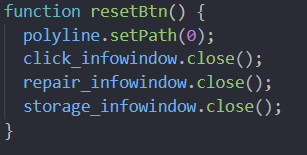 function resetBtn() {
  polyline.setPath(0);
  click_infowindow.close();
  repair_infowindow.close();
  storage_infowindow.close();
}